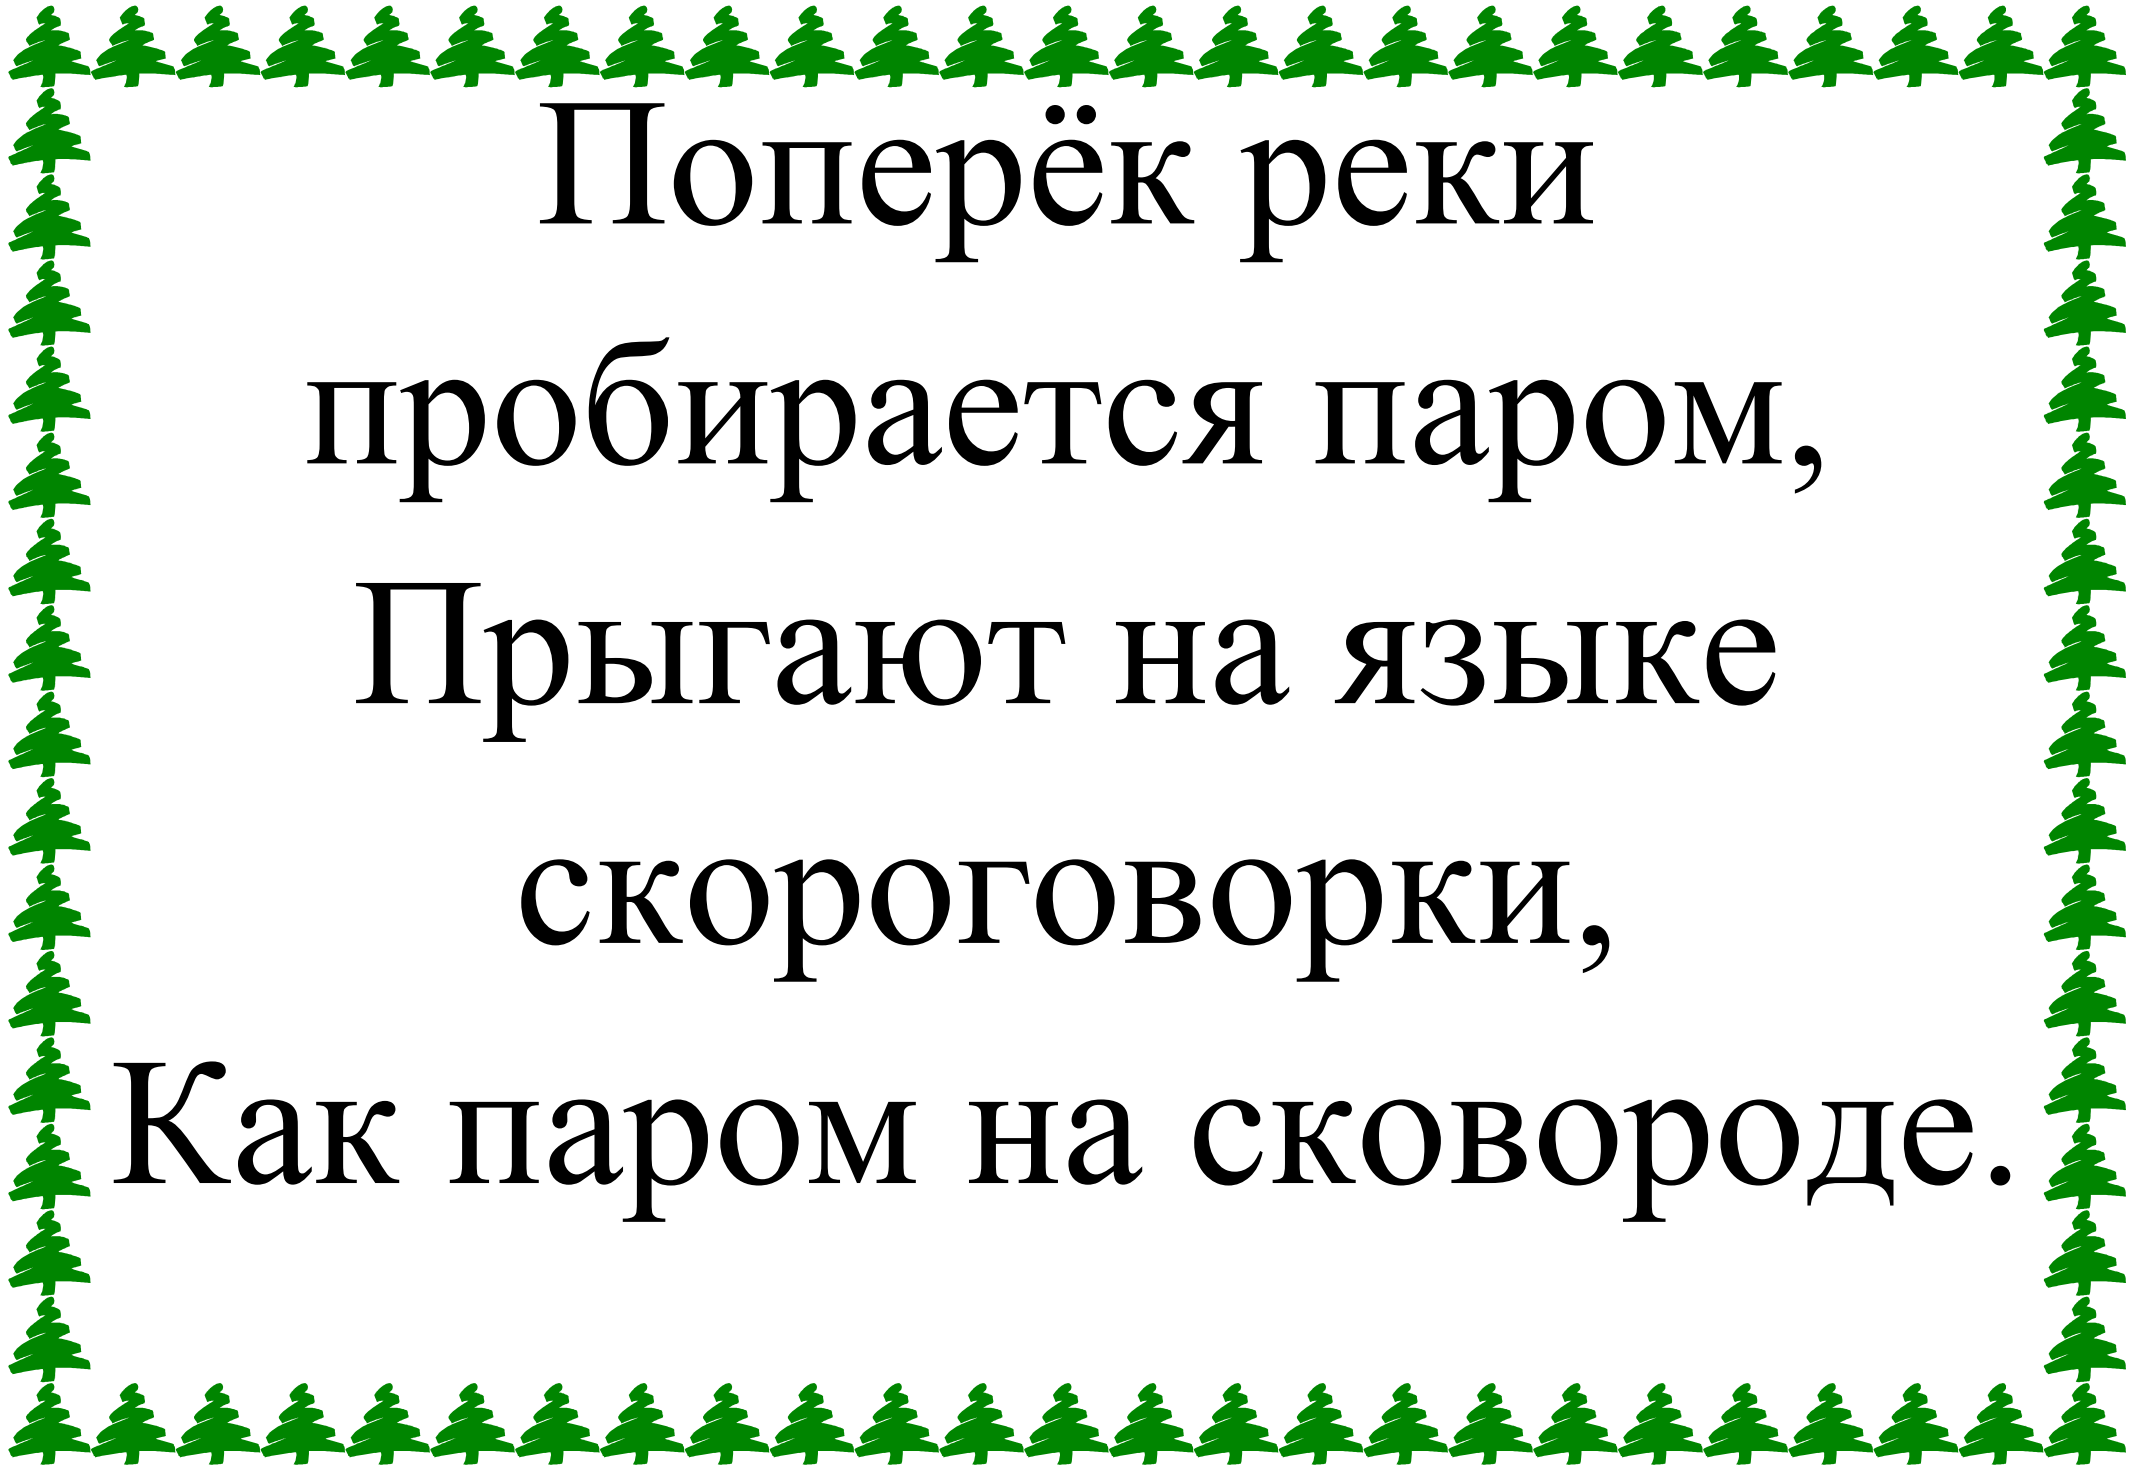 Поперёк реки
пробирается паром,
Прыгают на языке
скороговорки,
Как паром на сковороде.